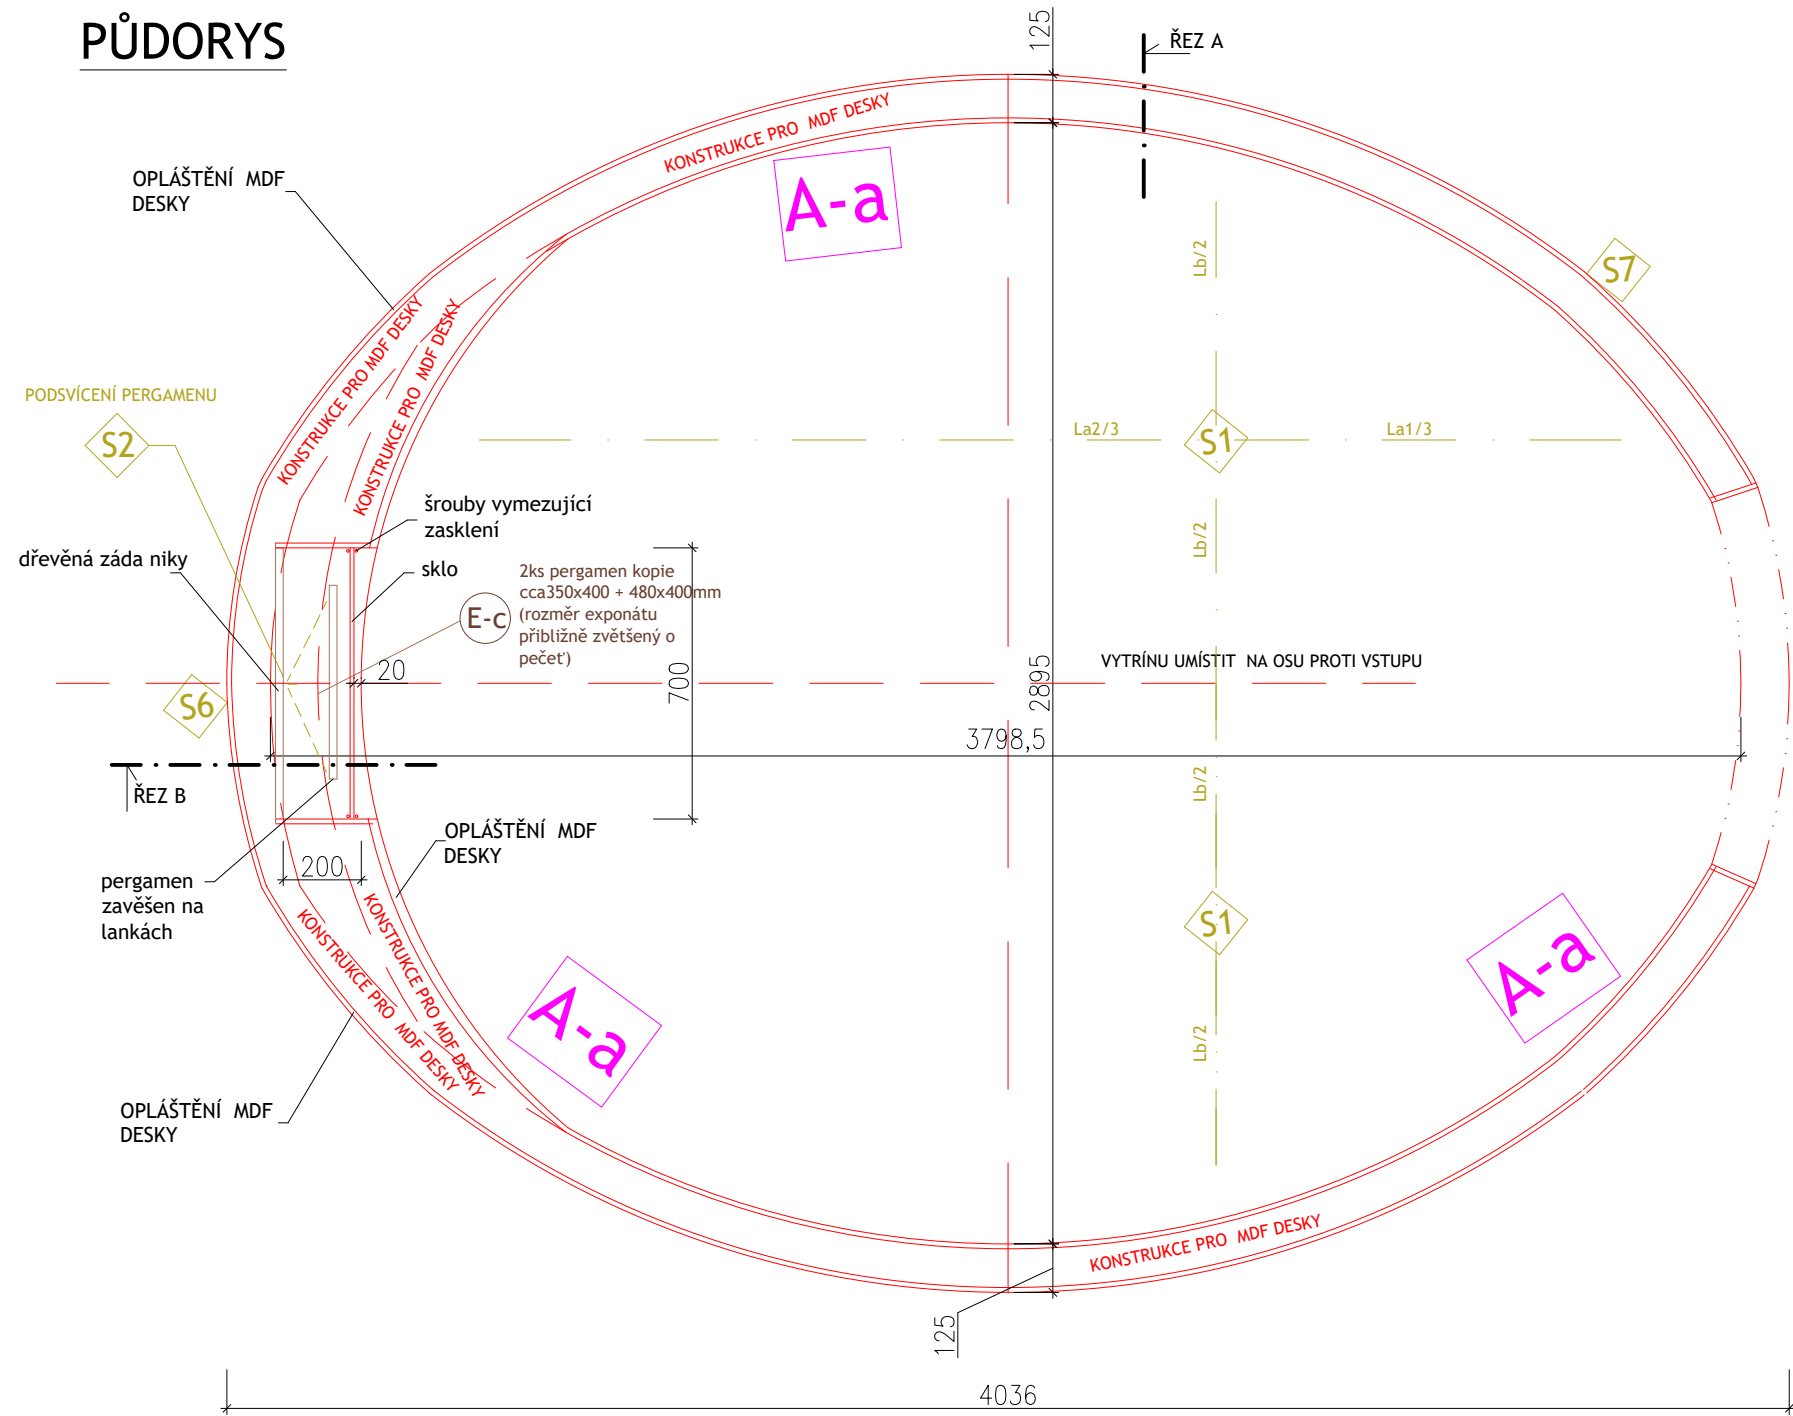 PŮDORYS
125
ŘEZ A
KONSTRUKCE PRO MDF DESKY
OPLÁŠTĚNÍ MDF
DESKY
A-a
Lb/2
S7
KONSTRUKCE PRO MDF DESKY
KONSTRUKCE PRO MDF DESKY
PODSVÍCENÍ PERGAMENU
S2
La2/3
S1
La1/3
šrouby vymezující
zasklení
Lb/2
dřevěná záda niky
sklo
2ks pergamen kopie
cca350x400 + 480x400mm
(rozměr exponátu
přibližně zvětšený o
pečeť)
E-c
20
700
2895
VYTRÍNU UMÍSTIT NA OSU PROTI VSTUPU
S6
3798,5
Lb/2
ŘEZ B
OPLÁŠTĚNÍ MDF
DESKY
200
pergamen
zavěšen na
lankách
KONSTRUKCE PRO MDF DESKY
KONSTRUKCE PRO MDF DESKY
S1
A-a
A-a
Lb/2
OPLÁŠTĚNÍ MDF
DESKY
KONSTRUKCE PRO MDF DESKY
125
4036